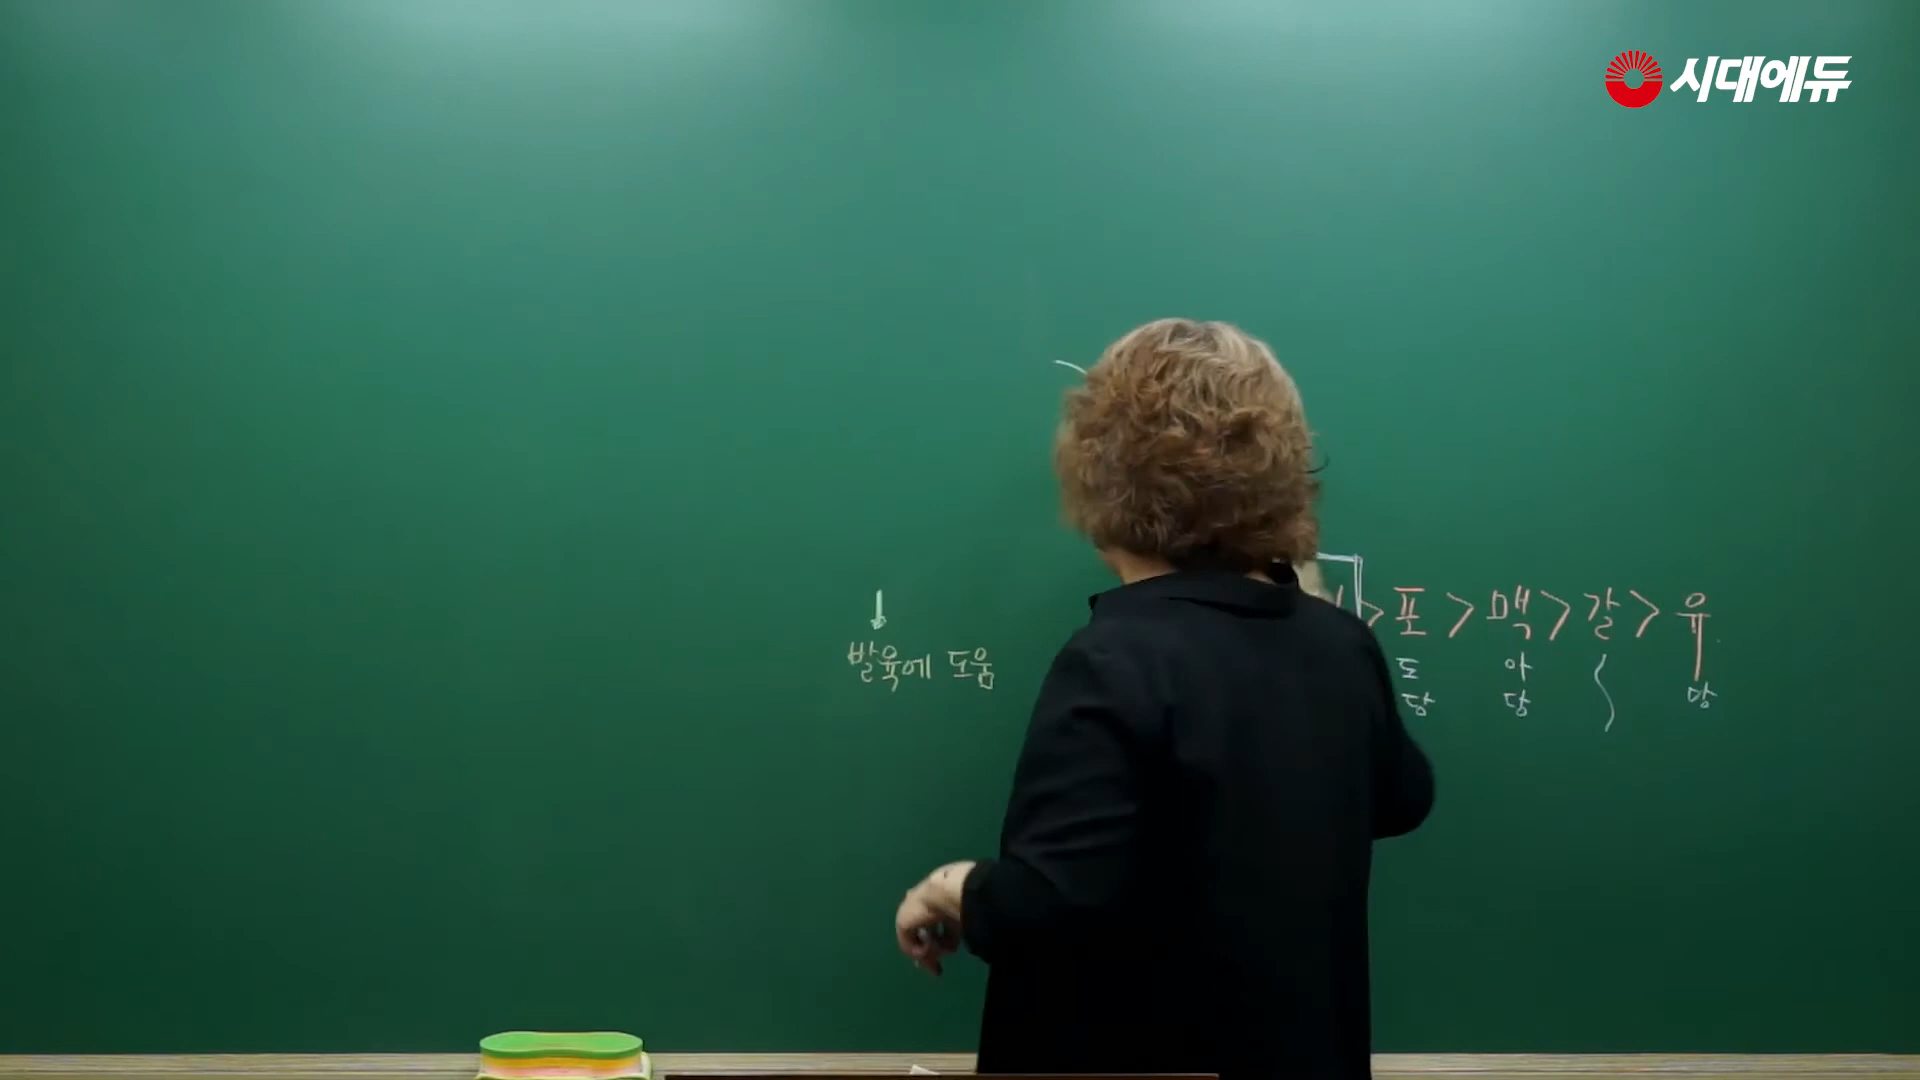 시대에듀
> 포 > 맥 > 갈 > 유
도 아
당 당 당
발육에 도움